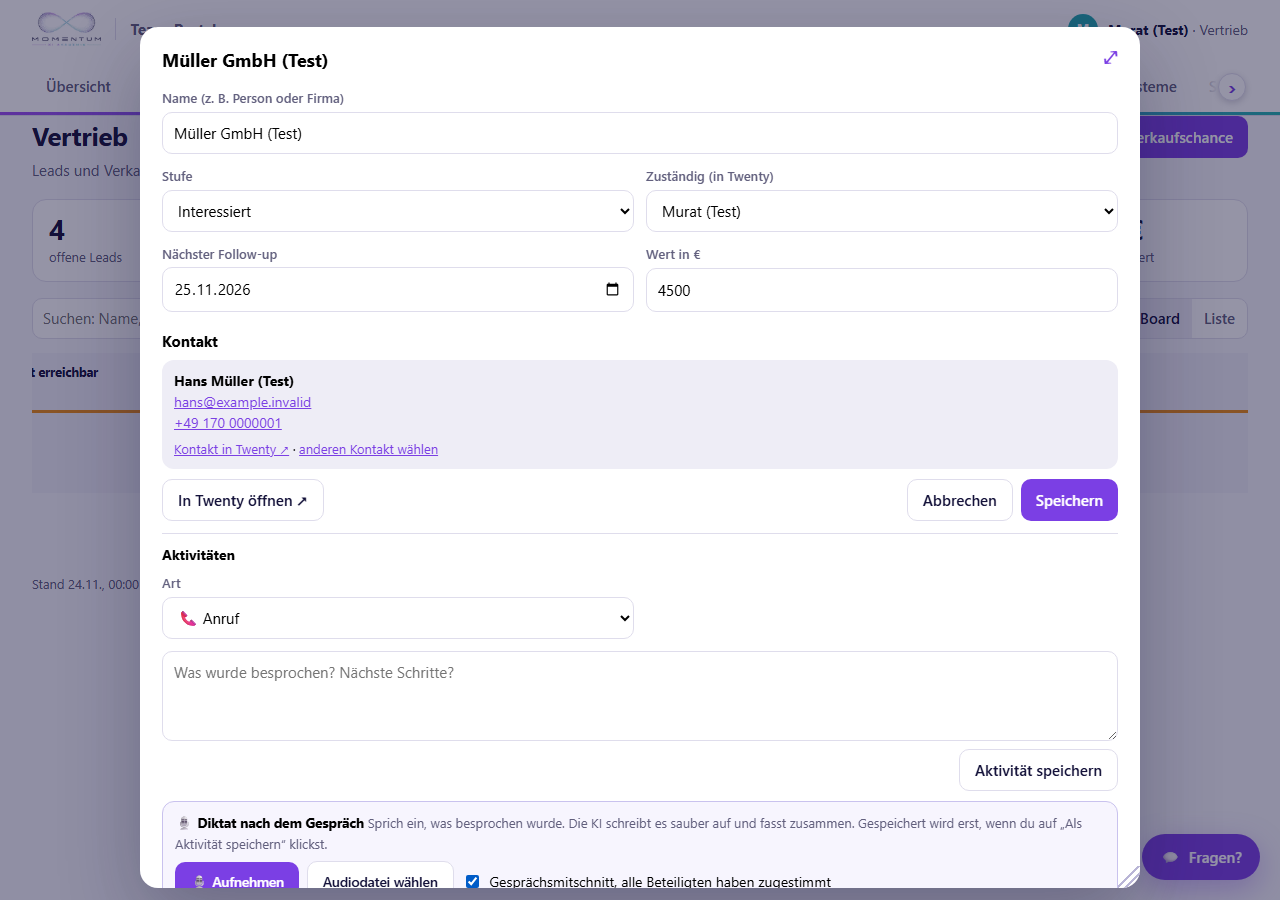 MOMENTUM
Murat (Test) · Vertrieb
Übersicht
Vertrieb
Leads und Verka
4
offene Leads
Suchen: Name,
Board
Liste
t erreichbar
Stand 24.11., 00:00
Müller GmbH (Test)
Name (z. B. Person oder Firma)
Müller GmbH (Test)
Stufe
Zuständig (in Twenty)
Interessiert
Murat (Test)
Nächster Follow-up
Wert in €
25.11.2026
4500
Kontakt
Hans Müller (Test)
hans@example.invalid
+49 170 0000001
Kontakt in Twenty ↗ · anderen Kontakt wählen
In Twenty öffnen ↗
Abbrechen
Speichern
Aktivitäten
Art
Anruf
Was wurde besprochen? Nächste Schritte?
Aktivität speichern
Diktat nach dem Gespräch Sprich ein, was besprochen wurde. Die KI schreibt es sauber auf und fasst zusammen. Gespeichert wird erst, wenn du auf „Als
Aktivität speichern“ klickst.
Aufnehmen
Audiodatei wählen
Gesprächsmitschnitt, alle Beteiligten haben zugestimmt
Fragen?